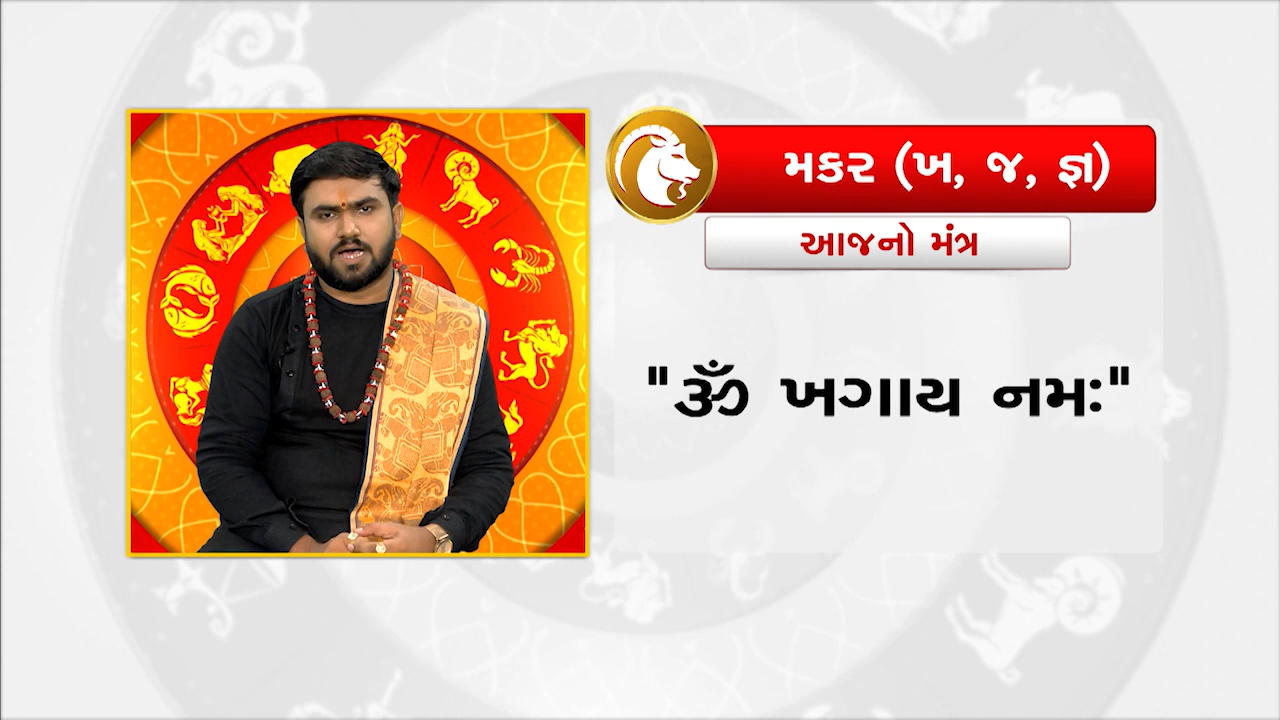 મકર (ખ, જ, જ્ઞ)
આજનો મંત્ર
"ૐ ખગાય નમઃ"